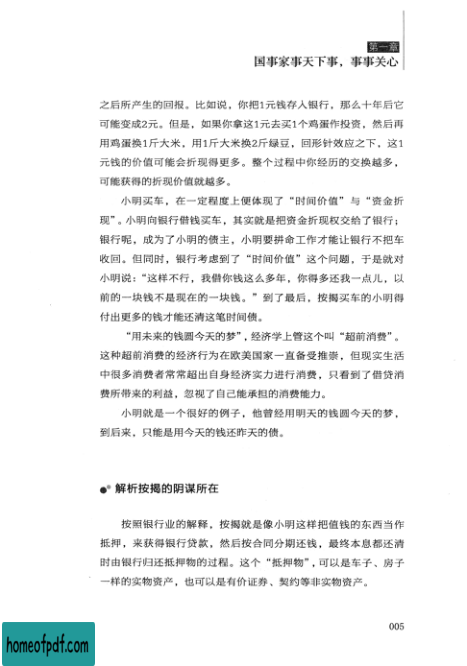 第一章
国事家事天下事，事事关心
之后所产生的回报。比如说，你把1元钱存入银行，那么十年后它
可能变成2元。但是，如果你拿这1元去买1个鸡蛋作投资，然后再
用鸡蛋换1斤大米，用1斤大米换2斤绿豆，回形针效应之下，这1
元钱的价值可能会折现得更多。整个过程中你经历的交换越多，
可能获得的折现价值就越多。
小明买车，在一定程度上便体现了“时间价值”与“资金折
现”。小明向银行借钱买车，其实就是把资金折现权交给了银行；
银行呢，成为了小明的债主，小明要拼命工作才能让银行不把车
收回。但同时，银行考虑到了“时间价值”这个问题，于是就对
小明说：“这样不行，我借你钱这么多年，你得多还我一点儿，以
前的一块钱不是现在的一块钱。”到了最后，按揭买车的小明得
付出更多的钱才能还清这笔时间债。
“用未来的钱圆今天的梦”，经济学上管这个叫“超前消费”。
这种超前消费的经济行为在欧美国家一直备受推崇，但现实生活
中很多消费者常常超出自身经济实力进行消费，只看到了借贷消
费所带来的利益，忽视了自己能承担的消费能力。
小明就是一个很好的例子，他曾经用明天的钱圆今天的梦，
到后来，只能是用今天的钱还昨天的债。
解析按揭的阴谋所在
按照银行业的解释，按揭就是像小明这样把值钱的东西当作
抵押，来获得银行贷款，然后按合同分期还钱，最终本息都还清
时由银行归还抵押物的过程。这个“抵押物”，可以是车子、房子
一样的实物资产，也可以是有价证券、契约等非实物资产。
005
homeofpdf.com